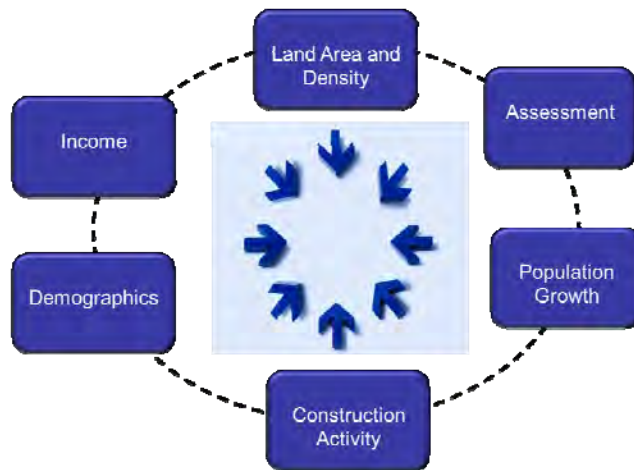 Land Area and
Density
Assessment
Income
Population
Growth
Demographics
Construction
Activity